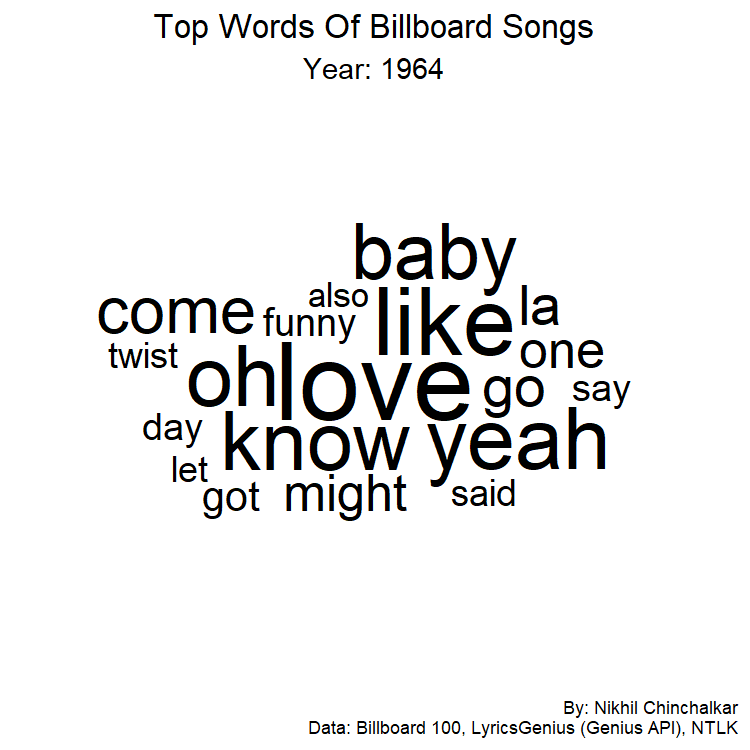 Top Words Of Billboard Songs
Year: 1964
baby
also
come
funny
like
la
twist
one
oh
love
go
say
day
know
yeah
let
got
might
said
By: Nikhil Chinchalkar
Data: Billboard 100, LyricsGenius (Genius API), NTLK